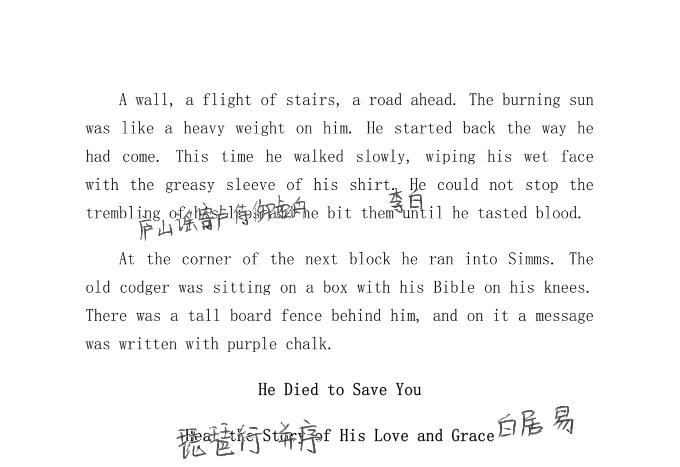 A wall, a flight of stairs, a road ahead. The burning sun
was like a heavy weight on him. He started back the way he
had come. This time he walked slowly, wiping his wet face
with the greasy sleeve of his shirt. He could not stop the
李白
trembling of his lips and he bit them until he tasted blood.
庐山谣寄卢侍御虚
At the corner of the next block he ran into Simms. The
old codger was sitting on a box with his Bible on his knees.
There was a tall board fence behind him, and on it a message
was written with purple chalk.
He Died to Save You
Hear the Story of His Love and Grace
琵琶行 并序 白居易